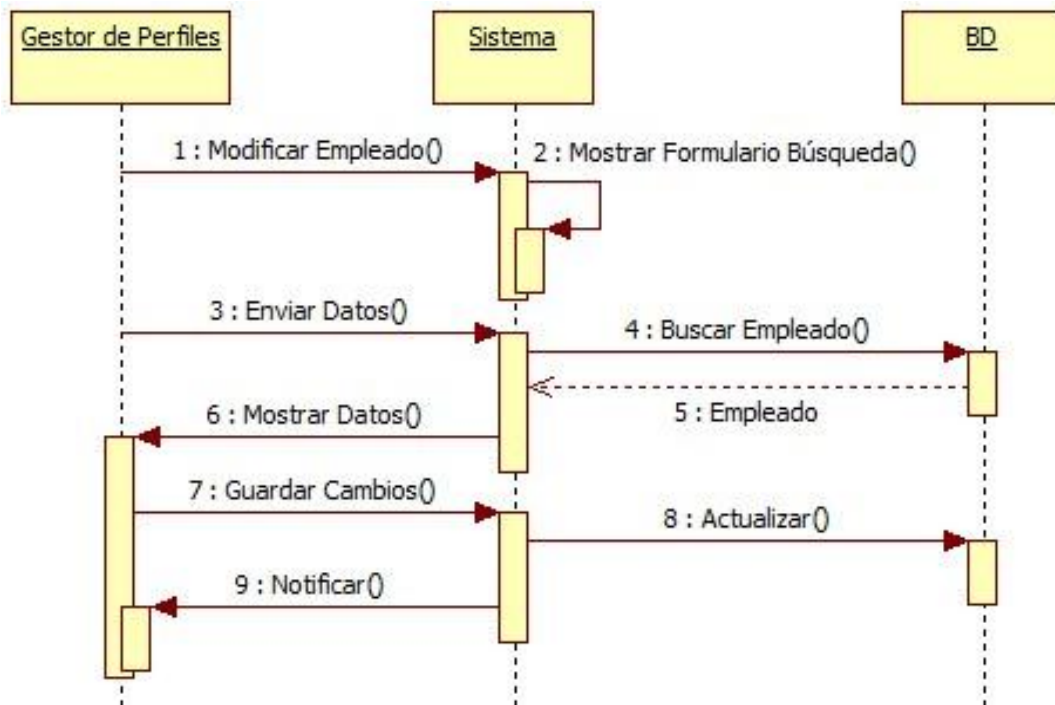 Gestor de Perfiles
Sistema
BD
1 : Modificar Empleado()
2 : Mostrar Formulario Búsqueda()
3 : Enviar Datos()
4 : Buscar Empleado()
5 : Empleado
6 : Mostrar Datos()
7 : Guardar Cambios()
8 : Actualizar()
9 : Notificar()